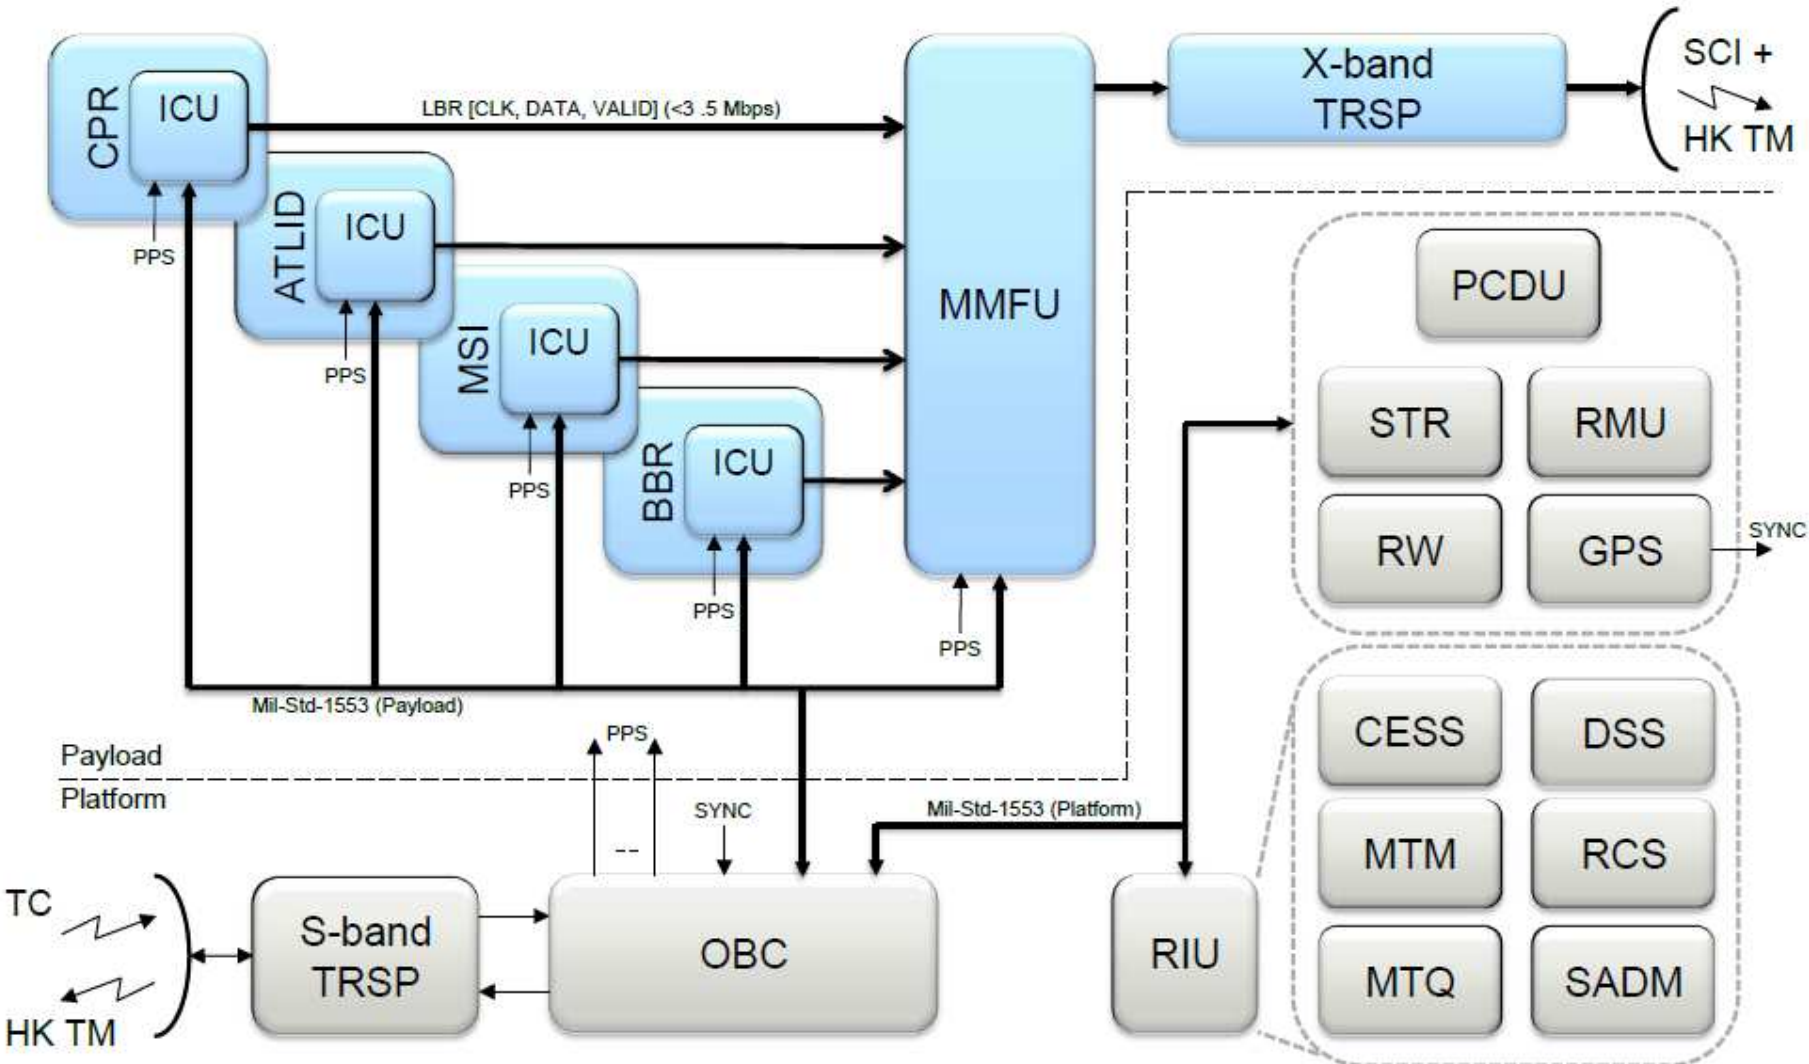 CPR
ICU
LBR [CLK, DATA, VALID] (<3 .5 Mbps)
PPS
ATLID
ICU
PPS
MSI
ICU
PPS
BBR
ICU
PPS
MMFU
PPS
X-band
TRSP
SCI +
HK TM
Mil-Std-1553 (Payload)
Payload
Platform
PPS
--
SYNC
Mil-Std-1553 (Platform)
TC
HK TM
S-band
TRSP
OBC
RIU
PCDU
STR
RMU
RW
GPS
SYNC
CESS
DSS
MTM
RCS
MTQ
SADM